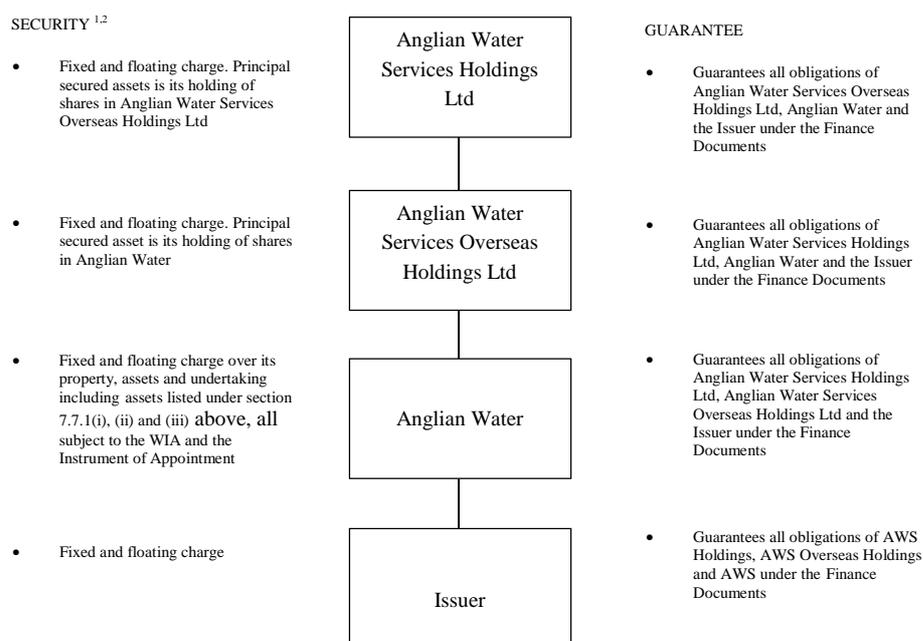 SECURITY 1,2
• Fixed and floating charge. Principal
secured assets is its holding of
shares in Anglian Water Services
Overseas Holdings Ltd
Anglian Water
Services Holdings
Ltd
GUARANTEE
• Guarantees all obligations of
Anglian Water Services Overseas
Holdings Ltd, Anglian Water and
the Issuer under the Finance
Documents
• Fixed and floating charge. Principal
secured asset is its holding of shares
in Anglian Water
Anglian Water
Services Overseas
Holdings Ltd
• Guarantees all obligations of
Anglian Water Services Holdings
Ltd, Anglian Water and the Issuer
under the Finance Documents
• Fixed and floating charge over its
property, assets and undertaking
including assets listed under section
7.7.1(i), (ii) and (iii) above, all
subject to the WIA and the
Instrument of Appointment
Anglian Water
• Guarantees all obligations of
Anglian Water Services Holdings
Ltd, Anglian Water Services
Overseas Holdings Ltd and the
Issuer under the Finance
Documents
• Fixed and floating charge
Issuer
• Guarantees all obligations of AWS
Holdings, AWS Overseas Holdings
and AWS under the Finance
Documents